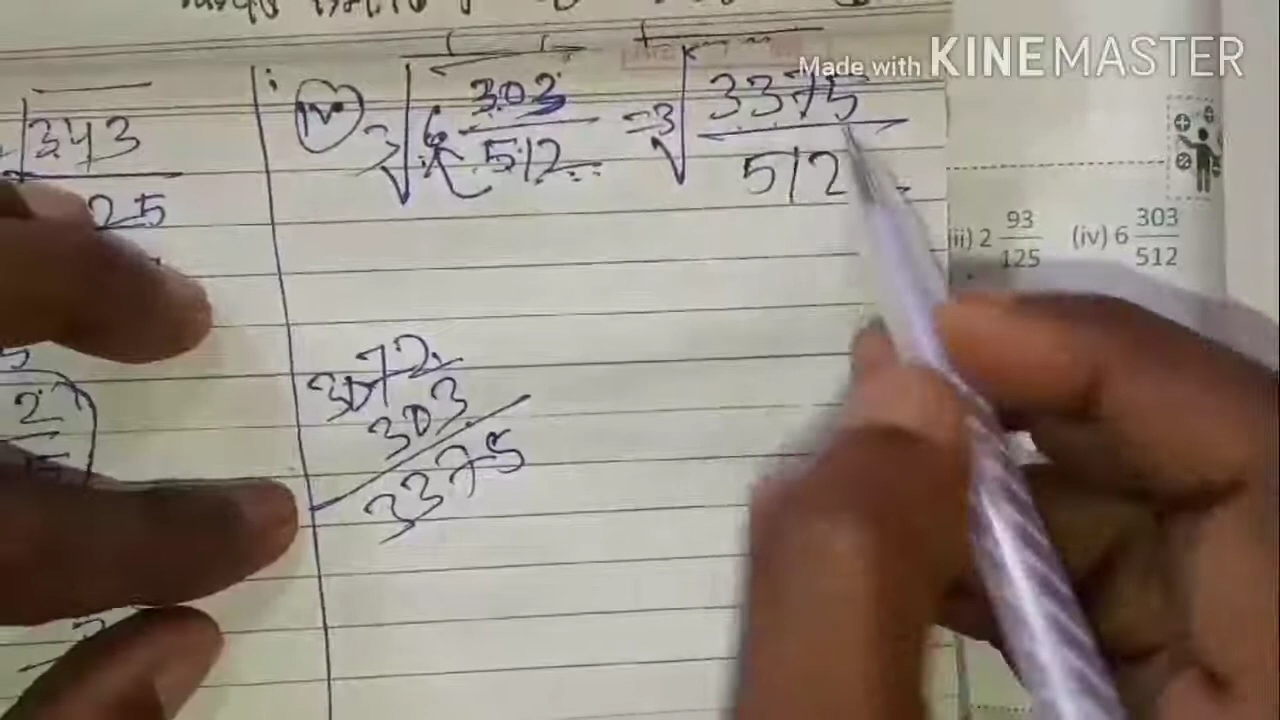 Made with KINEMASTER
343
25
iv. ∛6 303/512 = ∛3375/512
(iii) 2 93/125 (iv) 6 303/512
3072
303
3375
2